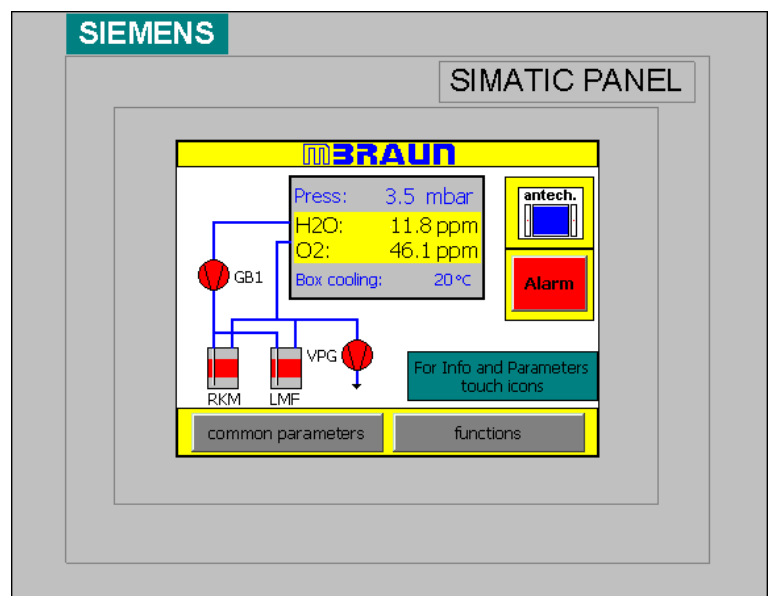 SIEMENS
SIMATIC PANEL
MBRAUN
Press: 3.5 mbar
H2O: 11.8 ppm
O2: 46.1 ppm
Box cooling: 20 °C
antech.
Alarm
GB1
VPG
RKM
LMF
For Info and Parameters
touch icons
common parameters
functions